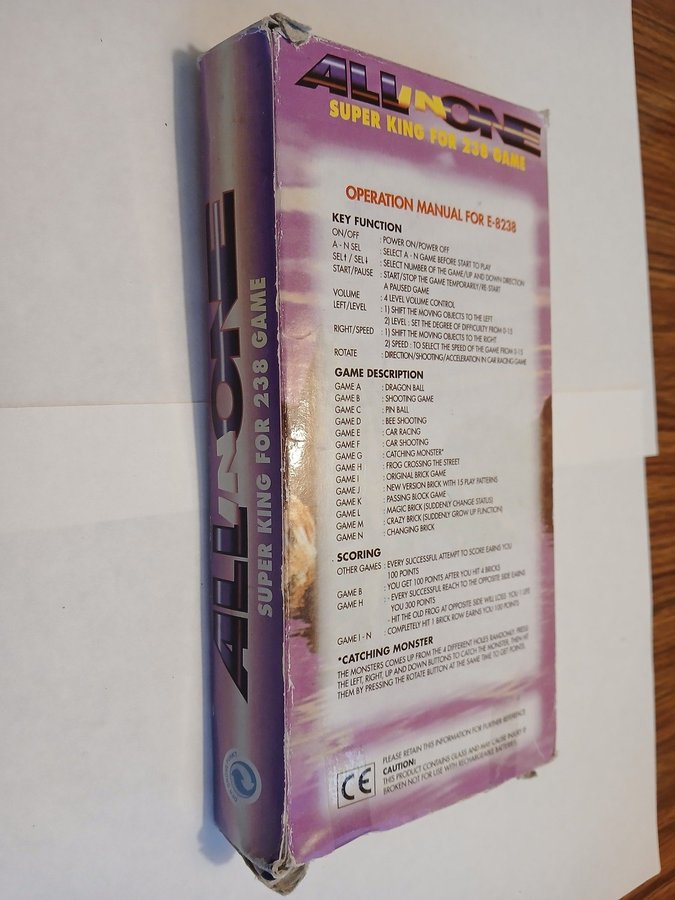 ALL IN ONE
SUPER KING FOR 238 GAME
ALL IN ONE
SUPER KING FOR 238 GAME
OPERATION MANUAL FOR E-8238
KEY FUNCTION
ON/OFF : POWER ON/POWER OFF
A - N SEL : SELECT A - N GAME BEFORE START TO PLAY
SEL↑ / SEL↓ : SELECT NUMBER OF THE GAME/UP AND DOWN DIRECTION
START/PAUSE : START/STOP THE GAME TEMPORARILY/RE-START
A PAUSED GAME
VOLUME : 4 LEVEL VOLUME CONTROL
LEFT/LEVEL : 1) SHIFT THE MOVING OBJECTS TO THE LEFT
2) LEVEL : SET THE DEGREE OF DIFFICULTY FROM 0-15
RIGHT/SPEED : 1) SHIFT THE MOVING OBJECTS TO THE RIGHT
2) SPEED : TO SELECT THE SPEED OF THE GAME FROM 0-15
ROTATE : DIRECTION/SHOOTING/ACCELERATION IN CAR RACING GAME
GAME DESCRIPTION
GAME A : DRAGON BALL
GAME B : SHOOTING GAME
GAME C : PIN BALL
GAME D : BEE SHOOTING
GAME E : CAR RACING
GAME F : CAR SHOOTING
GAME G : CATCHING MONSTER*
GAME H : FROG CROSSING THE STREET
GAME I : ORIGINAL BRICK GAME
GAME J : NEW VERSION BRICK WITH 15 PLAY PATTERNS
GAME K : PASSING BLOCK GAME
GAME L : MAGIC BRICK (SUDDENLY CHANGE STATUS)
GAME M : CRAZY BRICK (SUDDENLY GROW UP FUNCTION)
GAME N : CHANGING BRICK
SCORING
OTHER GAMES : EVERY SUCCESSFUL ATTEMPT TO SCORE EARNS YOU
100 POINTS
GAME B : YOU GET 100 POINTS AFTER YOU HIT 4 BRICKS
GAME H : - EVERY SUCCESSFUL REACH TO THE OPPOSITE SIDE EARNS
YOU 300 POINTS
- HIT THE OLD FROG AT OPPOSITE SIDE WILL LOSS YOU 1 LIFE
GAME I - N : COMPLETELY HIT 1 BRICK ROW EARNS YOU 100 POINTS
*CATCHING MONSTER
THE MONSTERS COMES UP FROM THE 4 DIFFERENT HOLES RANDOMLY. PRESS
THE LEFT, RIGHT, UP AND DOWN BUTTONS TO CATCH THE MONSTER, THEN HIT
THEM BY PRESSING THE ROTATE BUTTON AT THE SAME TIME TO GET POINTS.
PLEASE RETAIN THIS INFORMATION FOR FURTHER REFERENCE
CAUTION:
THIS PRODUCT CONTAINS GLASS AND MAY CAUSE INJURY IF
BROKEN NOT FOR USE WITH RECHARGEABLE BATTERIES
CE